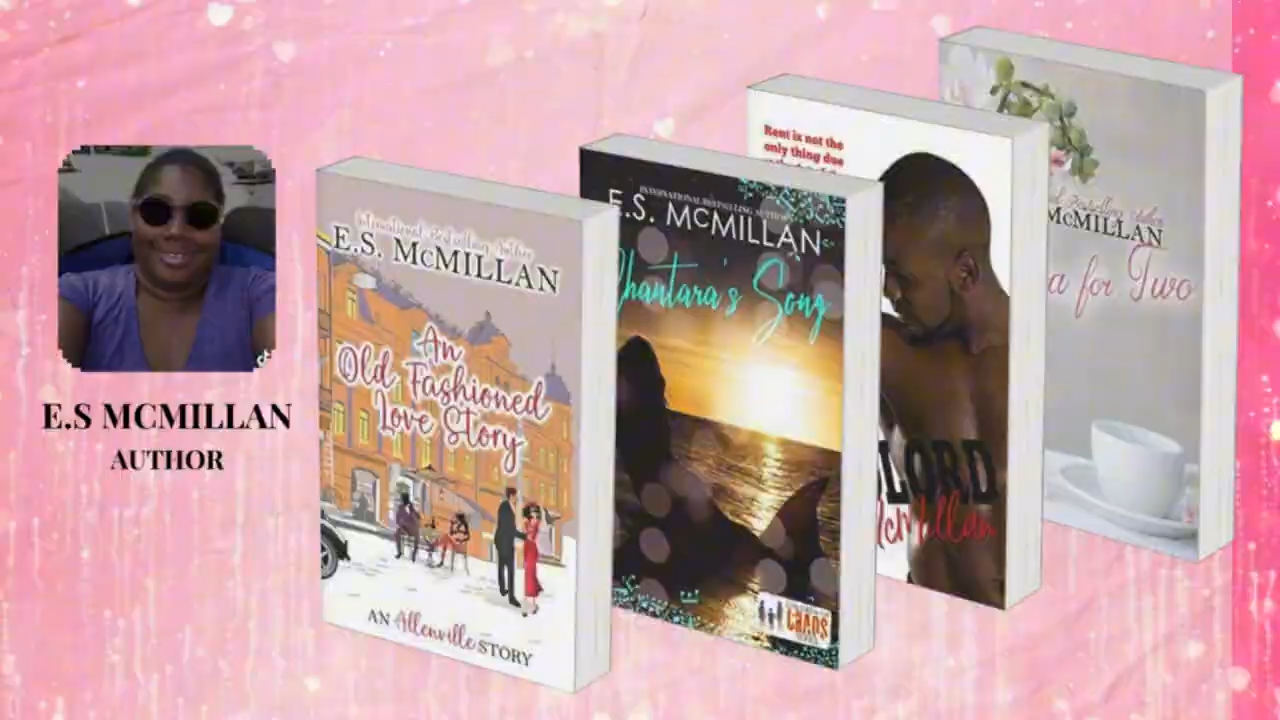 E.S MCMILLAN
AUTHOR
International Bestselling Author
E.S. McMILLAN
An
Old Fashioned
Love Story
AN Allenville STORY
INTERNATIONAL BESTSELLING AUTHOR
E.S. McMILLAN
Chantara's Song
CHAOS
Rent is not the
only thing due
LORD
McMillan
McMILLAN
a for Two